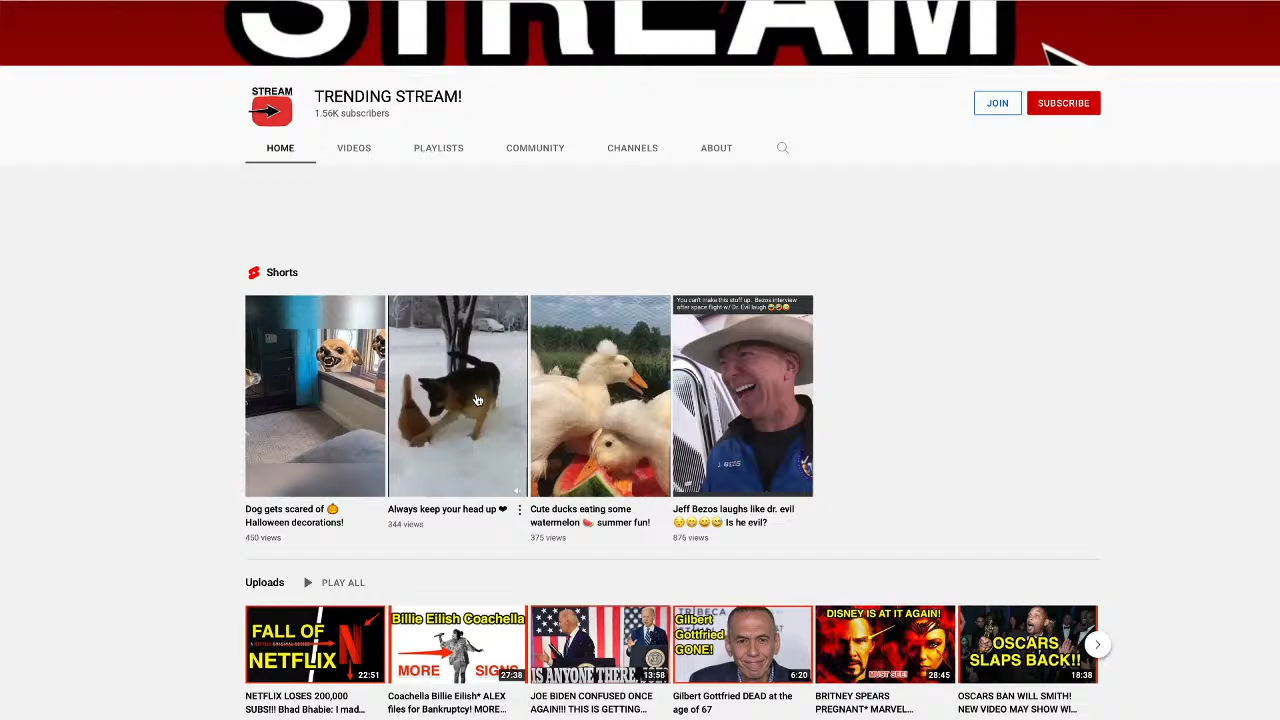 STREAM
STREAM
TRENDING STREAM!
1.56K subscribers
JOIN
SUBSCRIBE
HOME
VIDEOS
PLAYLISTS
COMMUNITY
CHANNELS
ABOUT
Shorts
You can't make this stuff up. Bezos interview
after space flight w/ Dr. Evil laugh 🤣🤣😂
J. BEZOS
Dog gets scared of 🎃
Halloween decorations!
450 views
Always keep your head up ❤
344 views
Cute ducks eating some
watermelon 🍉 summer fun!
375 views
Jeff Bezos laughs like dr. evil
Is he evil?
876 views
Uploads
PLAY ALL
FALL OF
NETFLIX
22:51
Billie Eilish Coachella
MORE SIGNS
27:38
IS ANYONE THERE, JOE
13:58
TRIBECA
Gilbert
Gottfried
GONE!
6:20
DISNEY IS AT IT AGAIN!
MUST SEE!
28:45
OSCARS
SLAPS BACK!!
18:38
NETFLIX LOSES 200,000
SUBS!!! Bhad Bhabie: I mad...
Coachella Billie Eilish* ALEX
files for Bankruptcy! MORE...
JOE BIDEN CONFUSED ONCE
AGAIN!!! THIS IS GETTING...
Gilbert Gottfried DEAD at the
age of 67
BRITNEY SPEARS
PREGNANT* MARVEL...
OSCARS BAN WILL SMITH!
NEW VIDEO MAY SHOW WI...